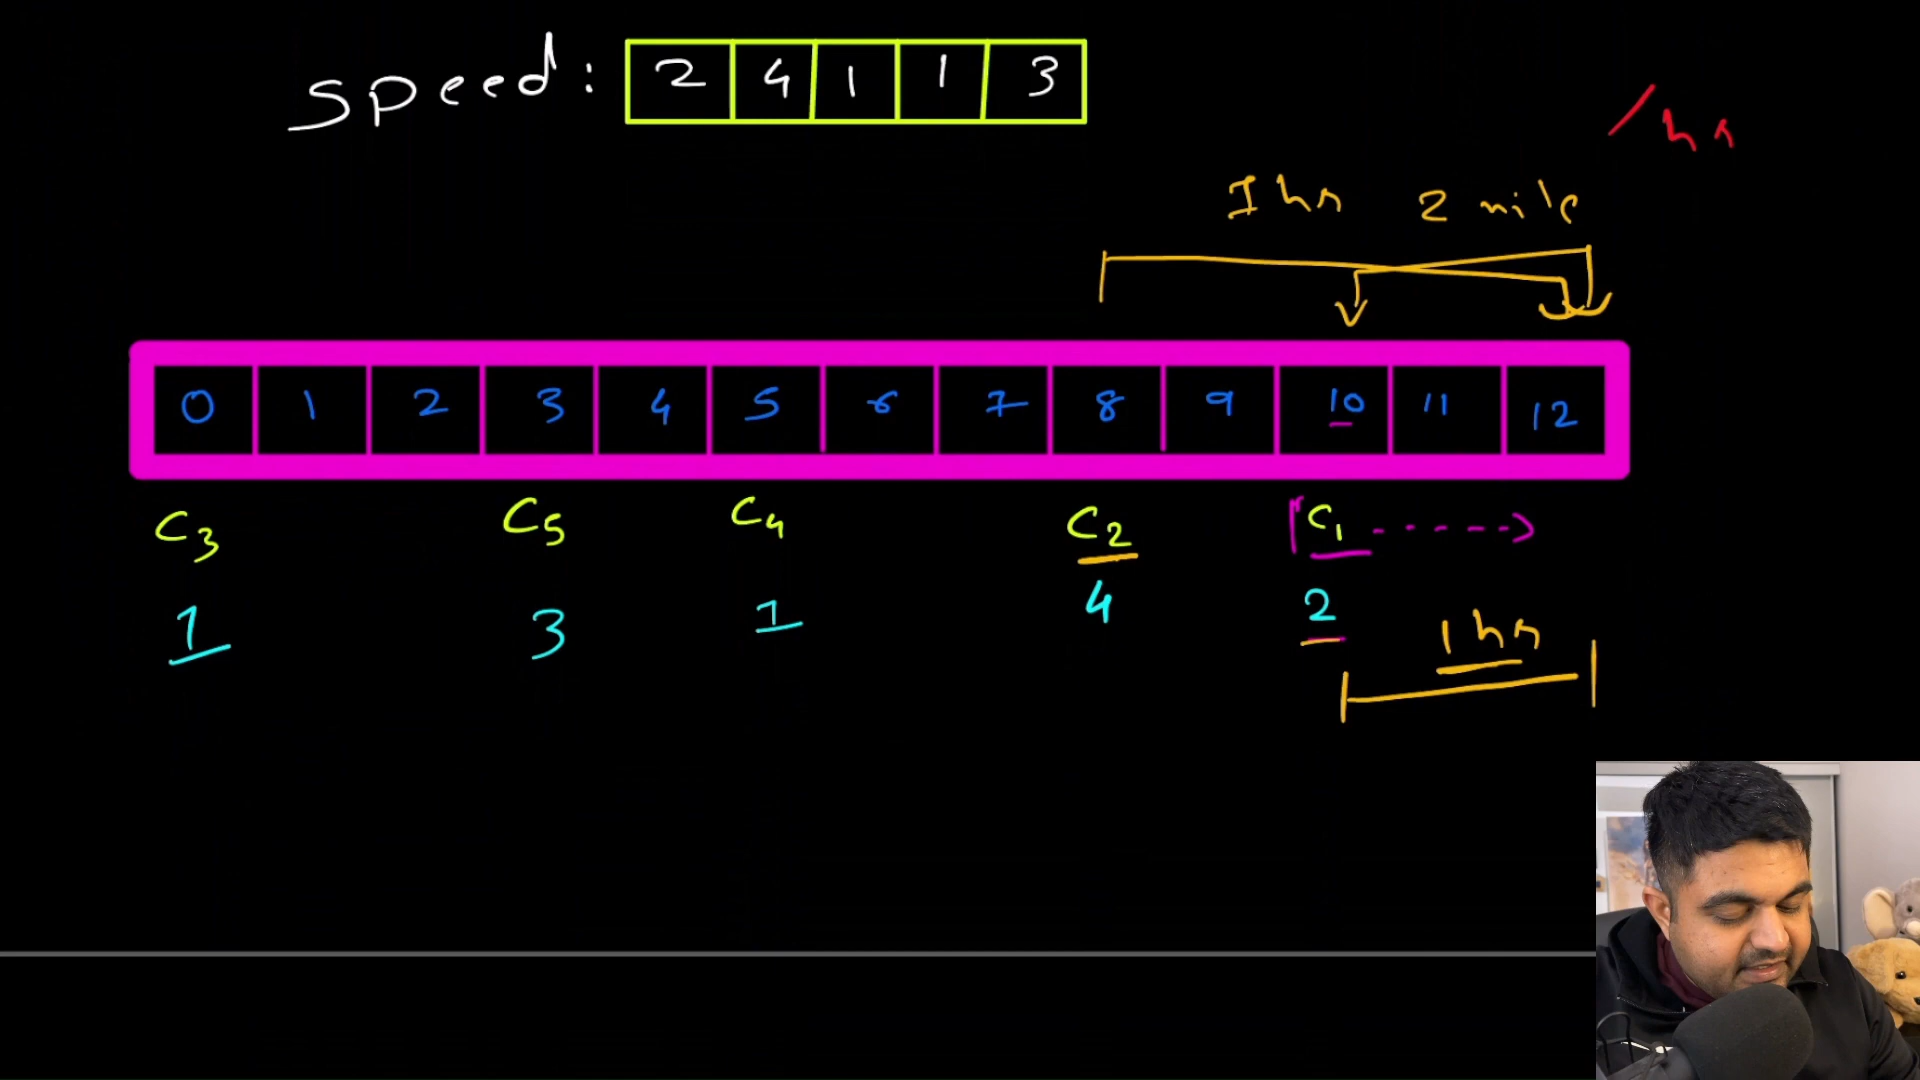 speed: 2 4 1 1 3
/hr
1 hr 2 mile
0 1 2 3 4 5 6 7 8 9 10 11 12
C3 C5 C4 C2 C1
1 3 1 4 2
1 hr